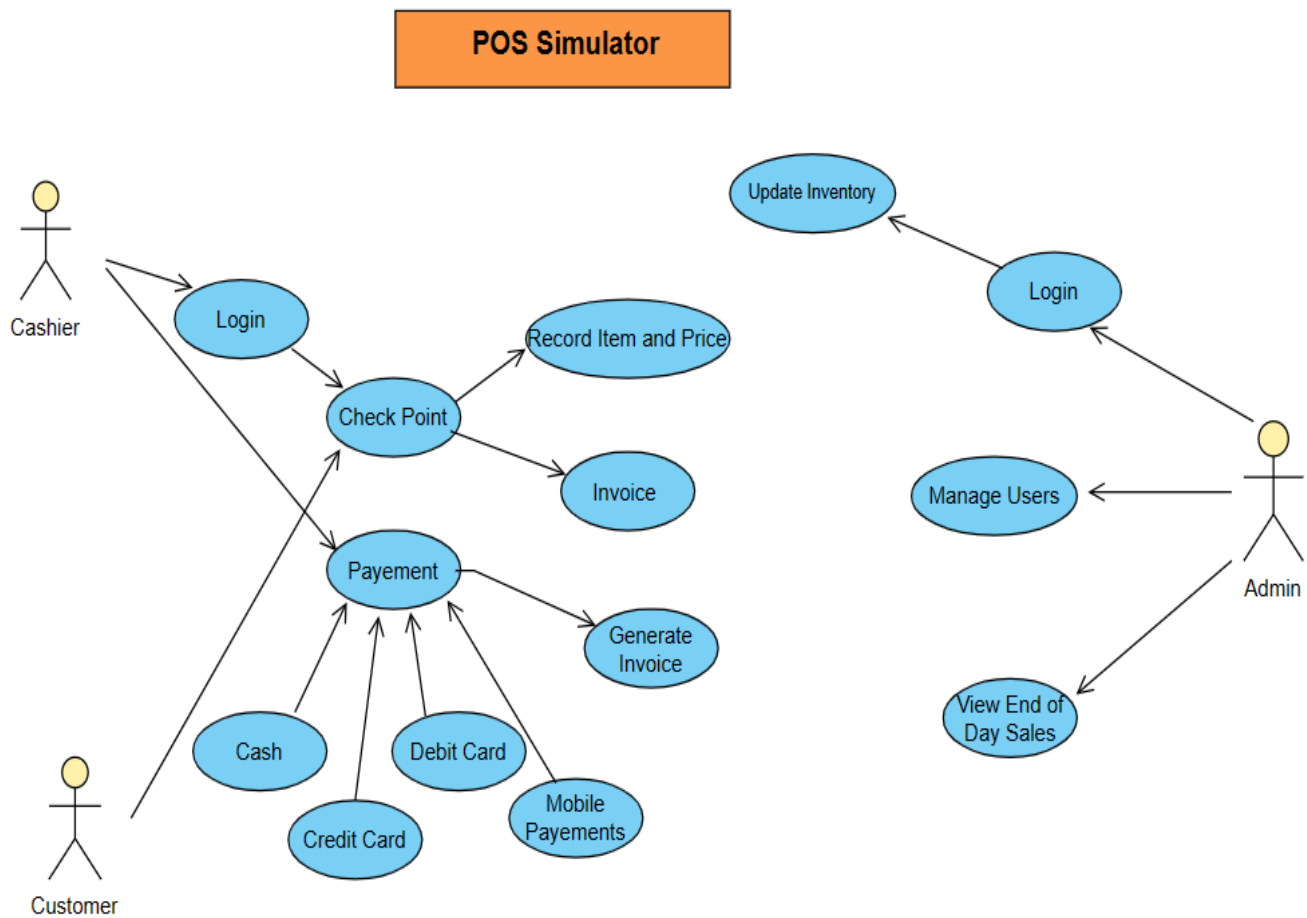 POS Simulator
Update Inventory
Login
Cashier
Login
Record Item and Price
Check Point
Invoice
Manage Users
Payement
Admin
Generate
Invoice
View End of
Day Sales
Cash
Debit Card
Mobile
Payements
Credit Card
Customer